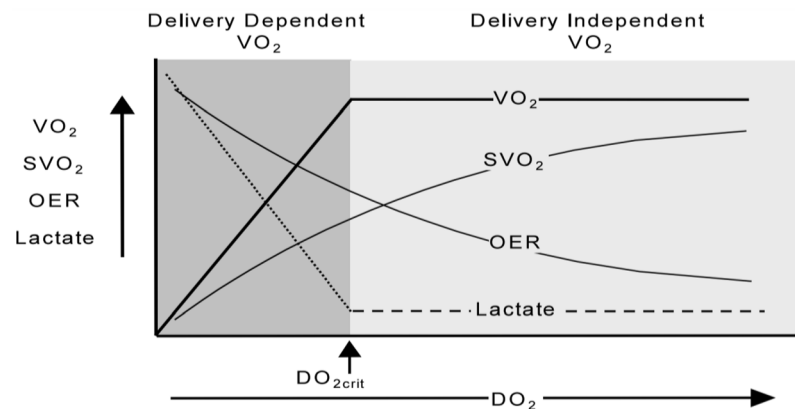 Delivery Dependent
VO₂
Delivery Independent
VO₂
VO₂
SVO₂
OER
Lactate
VO₂
SVO₂
OER
Lactate
DO₂crit
DO₂